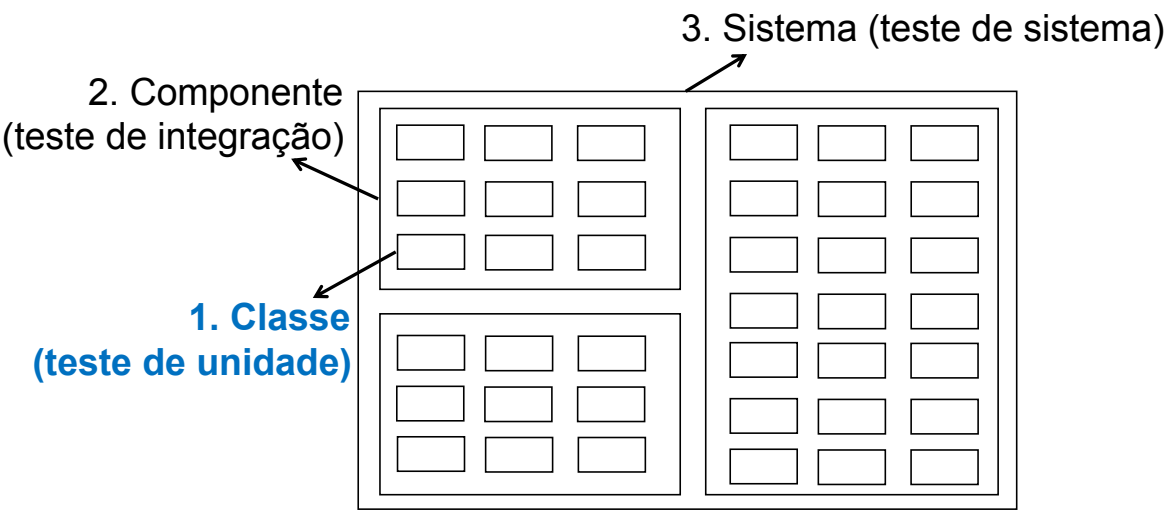 3. Sistema (teste de sistema)
2. Componente
(teste de integração)
1. Classe
(teste de unidade)